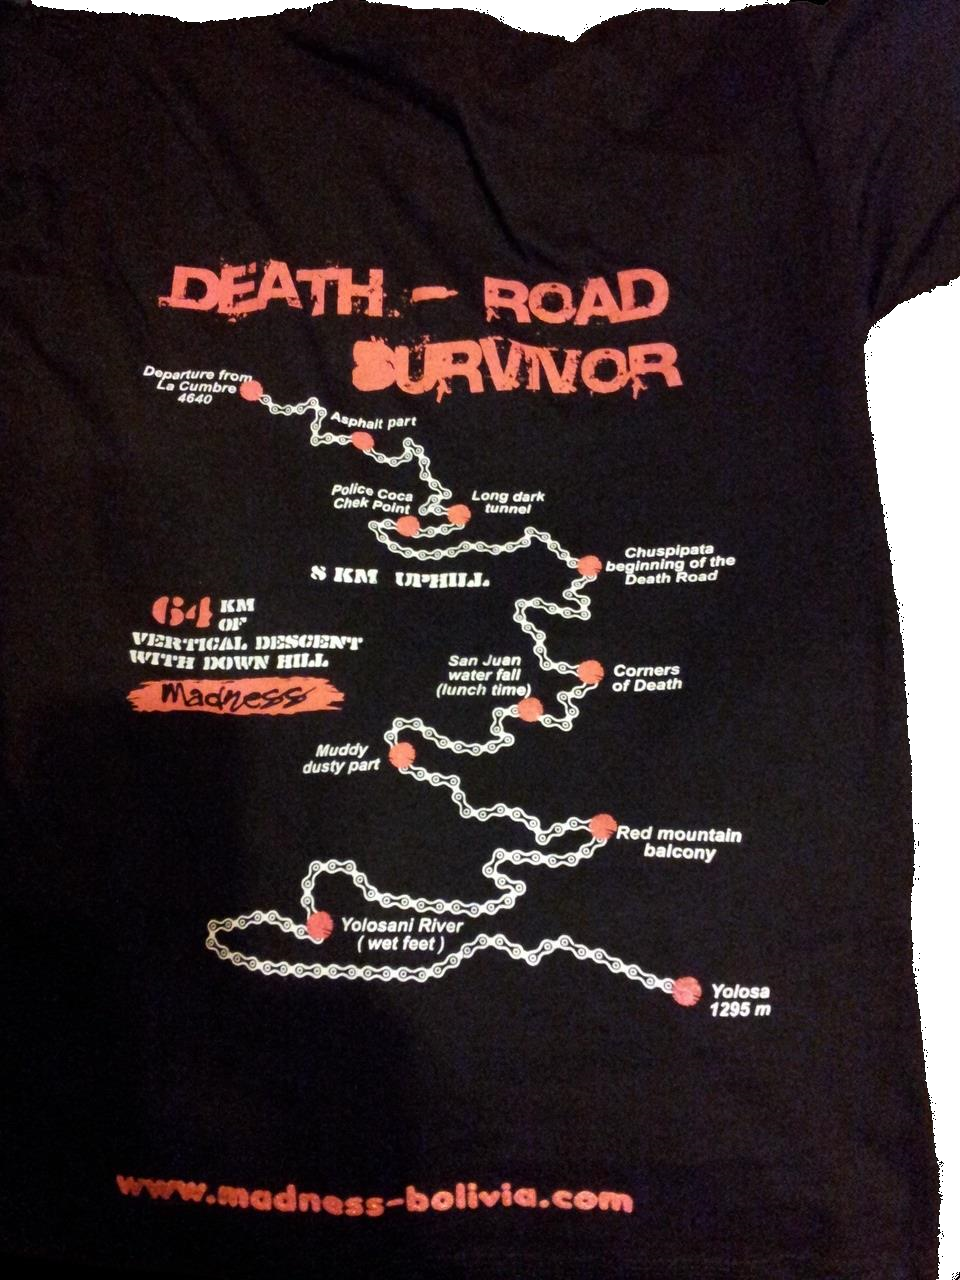 DEATH - ROAD
SURVIVOR
Departure from
La Cumbre
4640
Asphalt part
Police Coca
Chek Point
Long dark
tunnel
Chuspipata
beginning of the
Death Road
8 KM UPHILL
64 KM
OF
VERTICAL DESCENT
WITH DOWN HILL
Madness
San Juan
water fall
(lunch time)
Corners
of Death
Muddy
dusty part
Red mountain
balcony
Yolosani River
( wet feet )
Yolosa
1295 m
www.madness-bolivia.com